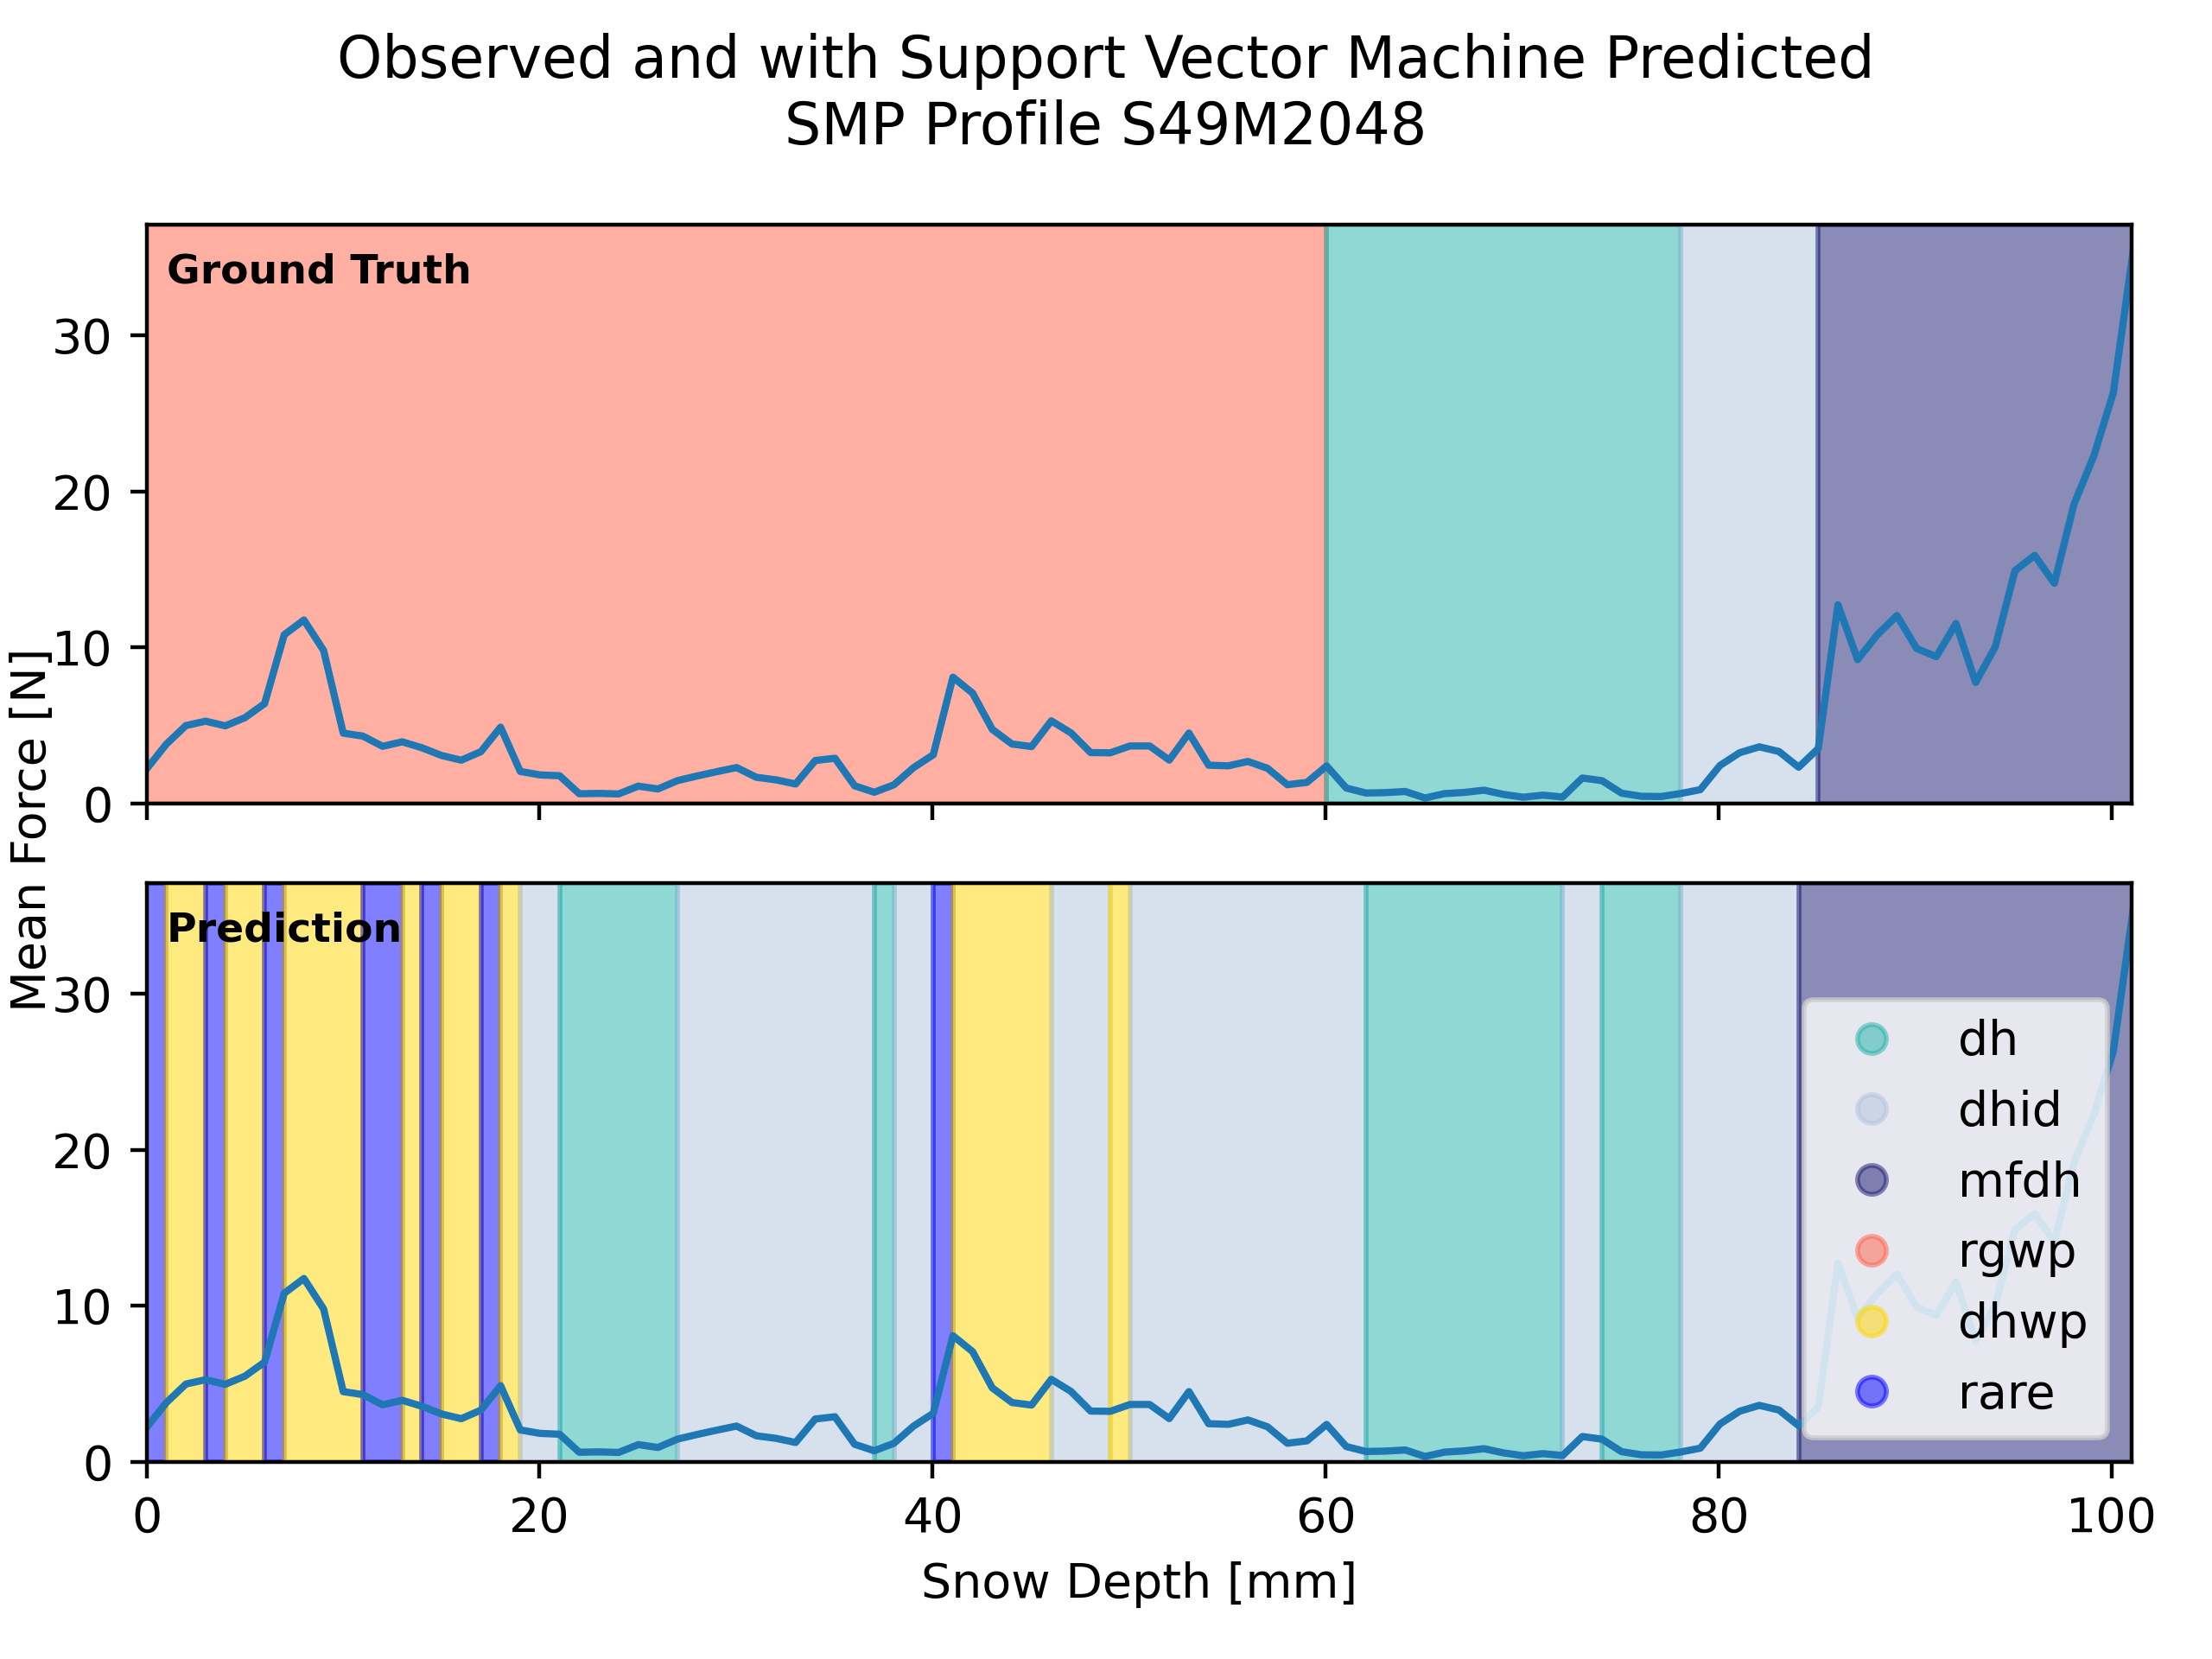 Observed and with Support Vector Machine Predicted
SMP Profile S49M2048
Ground Truth
30
20
10
0
Mean Force [N]
Prediction
30
20
10
0
dh
dhid
mfdh
rgwp
dhwp
rare
0 20 40 60 80 100
Snow Depth [mm]